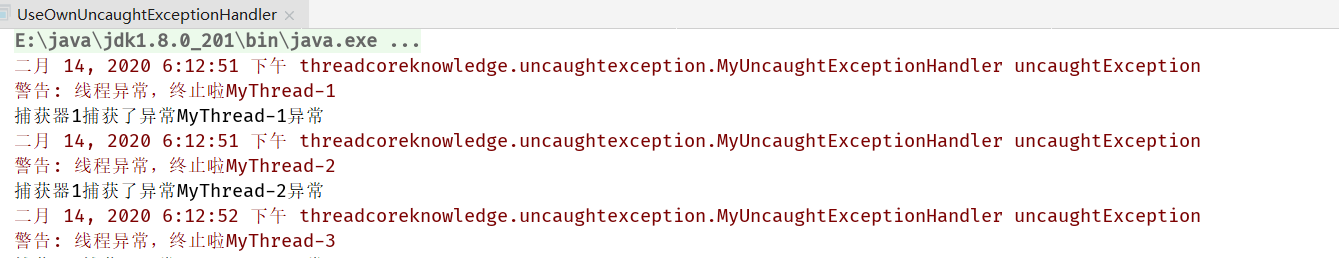 UseOwnUncaughtExceptionHandler ×
E:\java\jdk1.8.0_201\bin\java.exe ...
二月 14, 2020 6:12:51 下午 threadcoreknowledge.uncaughtexception.MyUncaughtExceptionHandler uncaughtException
警告: 线程异常，终止啦MyThread-1
捕获器1捕获了异常MyThread-1异常
二月 14, 2020 6:12:51 下午 threadcoreknowledge.uncaughtexception.MyUncaughtExceptionHandler uncaughtException
警告: 线程异常，终止啦MyThread-2
捕获器1捕获了异常MyThread-2异常
二月 14, 2020 6:12:52 下午 threadcoreknowledge.uncaughtexception.MyUncaughtExceptionHandler uncaughtException
警告: 线程异常，终止啦MyThread-3